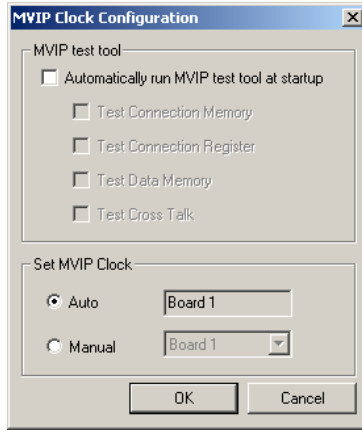 MVIP Clock Configuration
MVIP test tool
Automatically run MVIP test tool at startup
Test Connection Memory
Test Connection Register
Test Data Memory
Test Cross Talk
Set MVIP Clock
Auto Board 1
Manual Board 1
OK Cancel